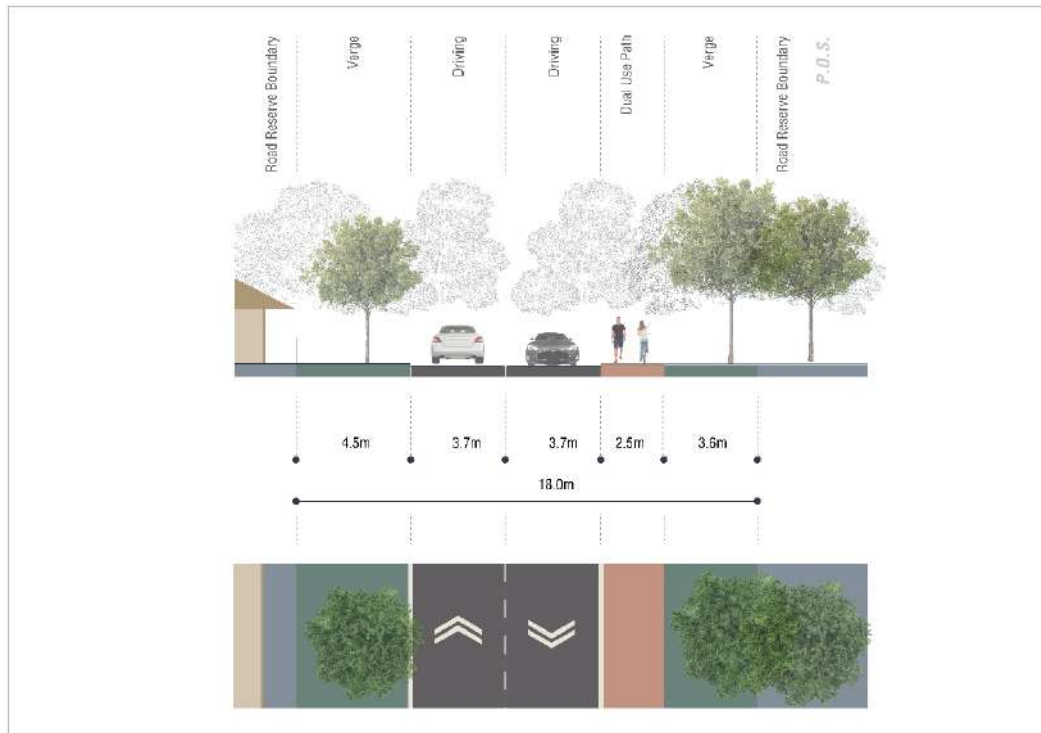 Road Reserve Boundary
Verge
Driving
Driving
Dual Use Path
Verge
Road Reserve Boundary
P.O.S.
4.5m
3.7m
3.7m
2.5m
3.6m
18.0m